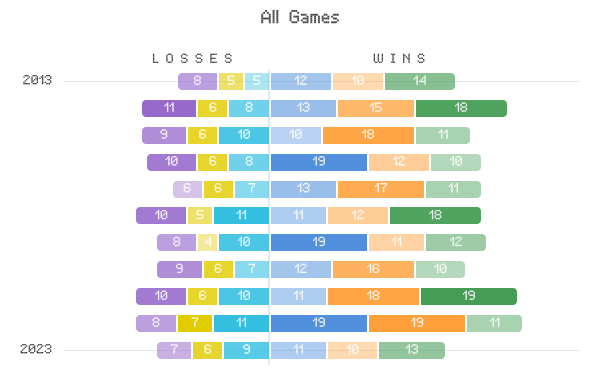 All Games
LOSSES WINS
2013 8 5 5 12 10 14
11 6 8 13 15 18
9 6 10 10 18 11
10 6 8 19 12 10
6 6 7 13 17 11
10 5 11 11 12 18
8 4 10 19 11 12
9 6 7 12 16 10
10 6 10 11 18 19
8 7 11 19 19 11
2023 7 6 9 11 10 13